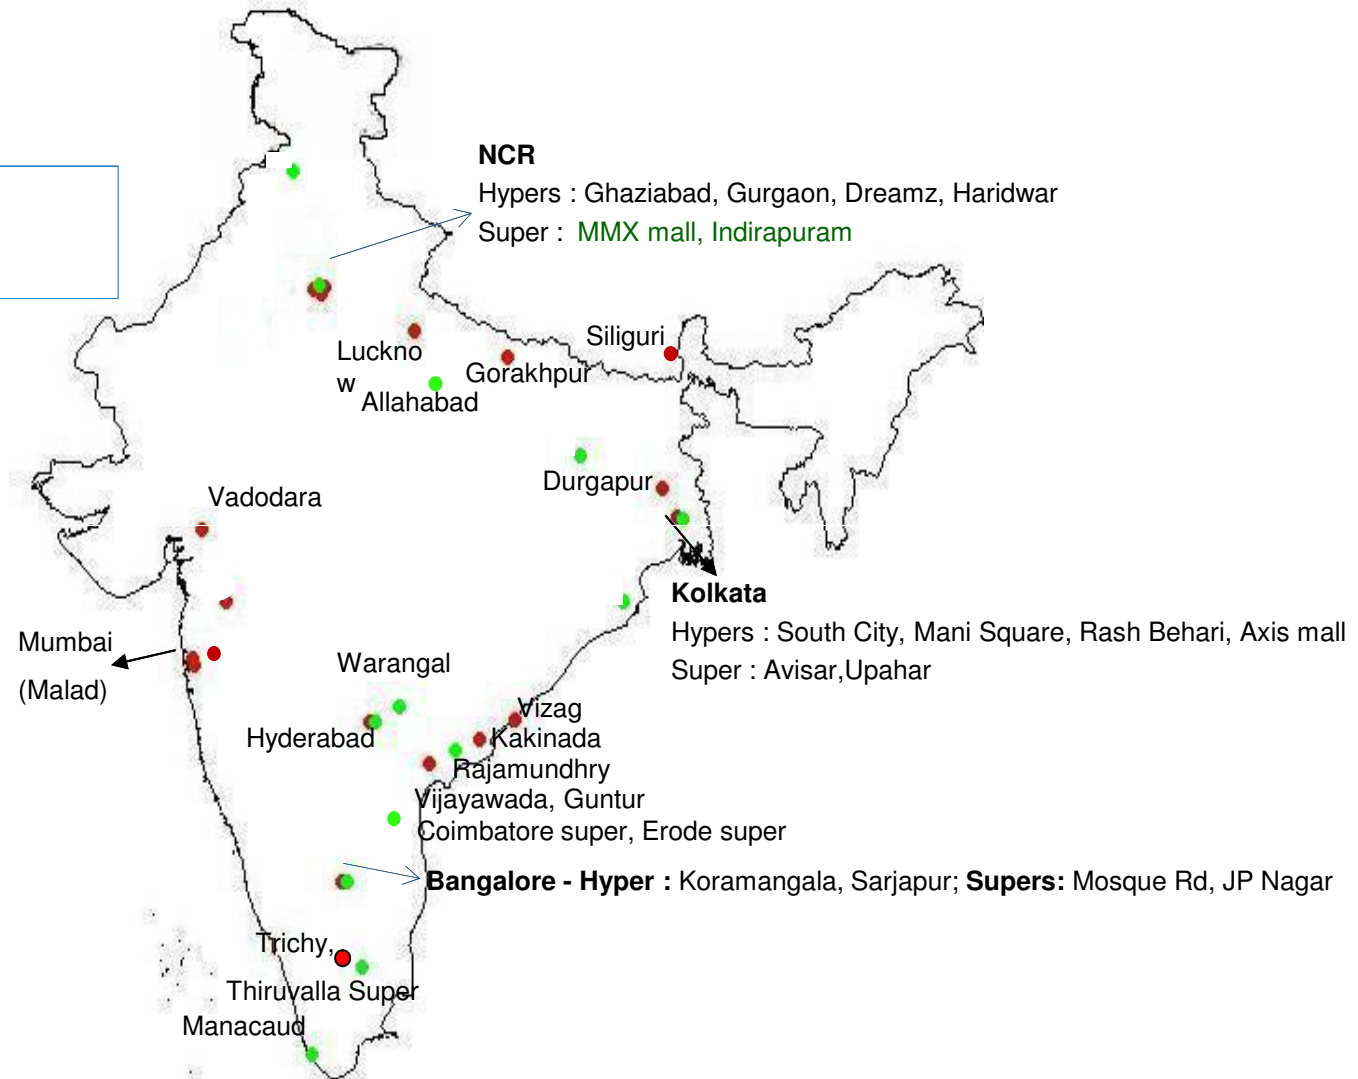 NCR
Hypers : Ghaziabad, Gurgaon, Dreamz, Haridwar
Super : MMX mall, Indirapuram
Siliguri
Luckno
w
Gorakhpur
Allahabad
Durgapur
Vadodara
Kolkata
Hypers : South City, Mani Square, Rash Behari, Axis mall
Super : Avisar,Upahar
Mumbai
(Malad)
Warangal
Vizag
Hyderabad
Kakinada
Rajamundhry
Vijayawada, Guntur
Coimbatore super, Erode super
Bangalore - Hyper : Koramangala, Sarjapur; Supers: Mosque Rd, JP Nagar
Trichy,
Thiruvalla Super
Manacaud